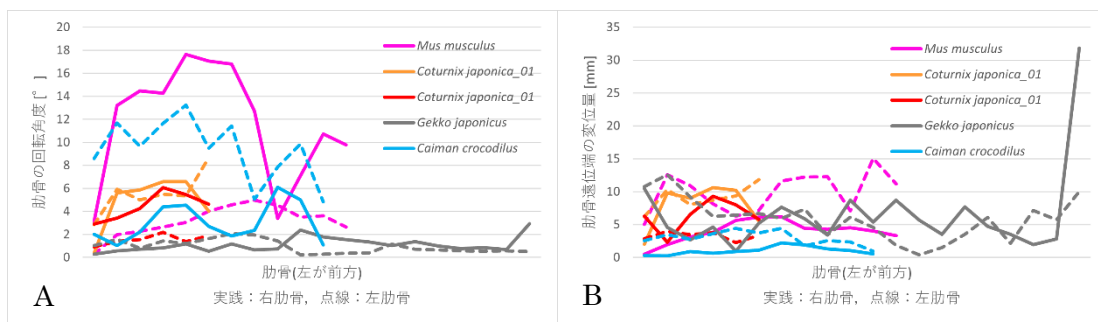 20
18
16
14
12
10
8
6
4
2
0
肋骨の回転角度 [°]
Mus musculus
Coturnix japonica_01
Coturnix japonica_01
Gekko japonicus
Caiman crocodilus
肋骨(左が前方)
実践：右肋骨，点線：左肋骨
A
35
30
25
20
15
10
5
0
肋骨遠位端の変位量 [mm]
Mus musculus
Coturnix japonica_01
Coturnix japonica_01
Gekko japonicus
Caiman crocodilus
肋骨(左が前方)
実践：右肋骨，点線：左肋骨
B